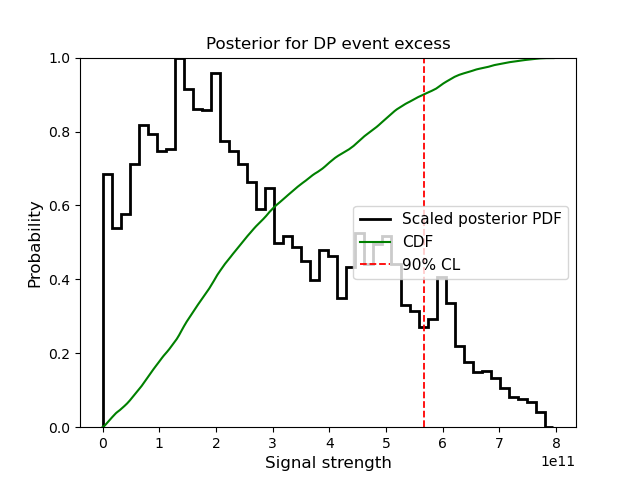 Posterior for DP event excess
1.0
0.8
0.6
0.4
0.2
0.0
Probability
Scaled posterior PDF
CDF
90% CL
0 1 2 3 4 5 6 7 8
1e11
Signal strength